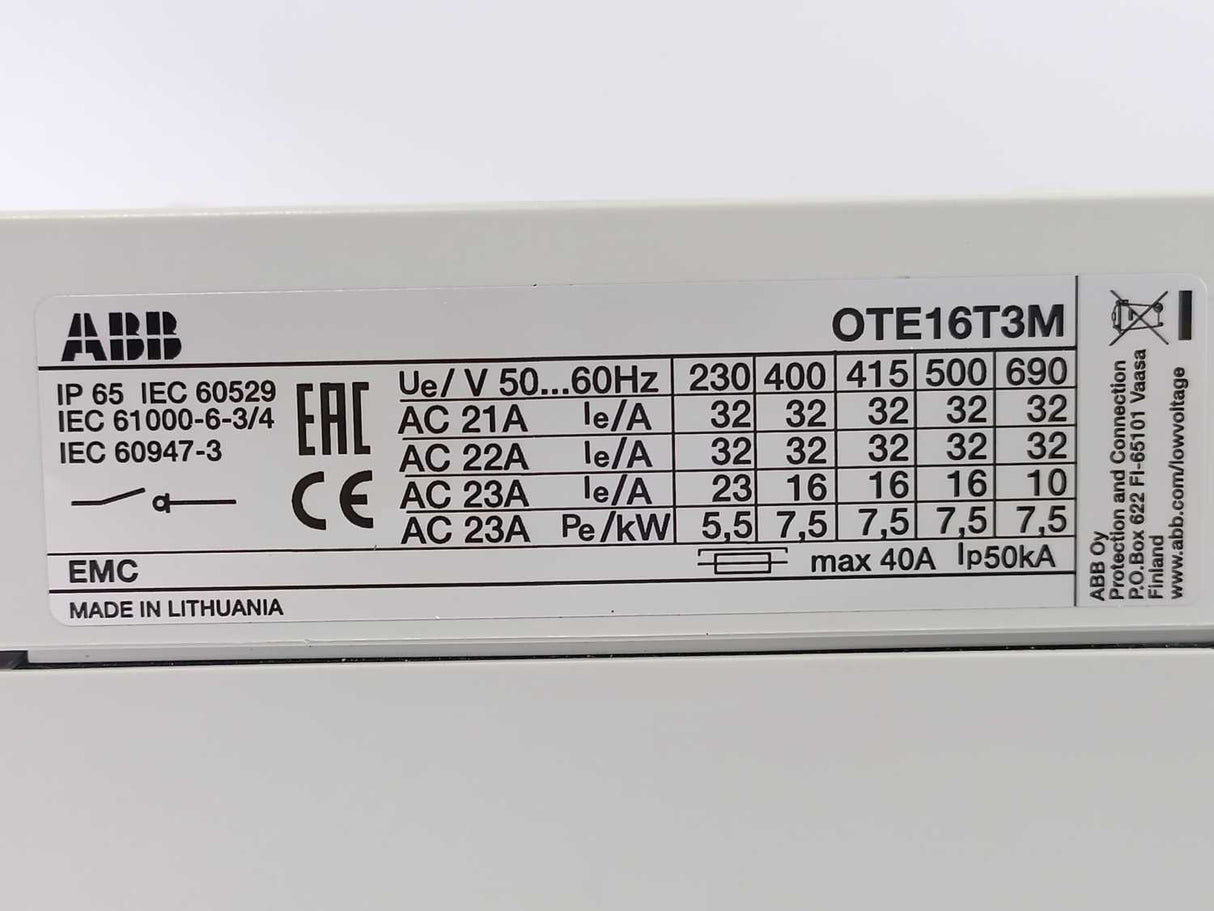 ABB
OTE16T3M
IP 65 IEC 60529
IEC 61000-6-3/4
IEC 60947-3
EAC
CE
Ue/ V 50...60Hz 230 400 415 500 690
AC 21A Ie/A 32 32 32 32 32
AC 22A Ie/A 32 32 32 32 32
AC 23A Ie/A 23 16 16 16 10
AC 23A Pe/kW 5,5 7,5 7,5 7,5 7,5
max 40A Ip50kA
EMC
MADE IN LITHUANIA
ABB Oy
Protection and Connection
P.O.Box 622 FI-65101 Vaasa
Finland
www.abb.com/lowvoltage